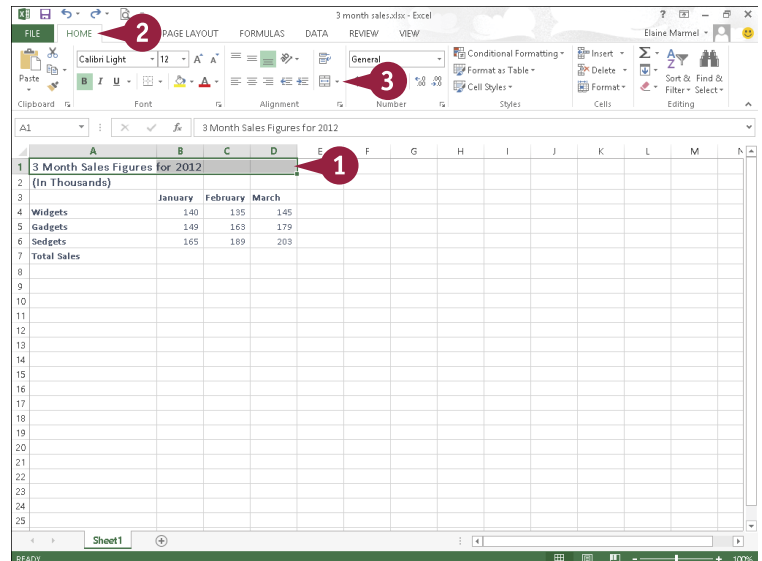 3 month sales.xlsx - Excel
?
FILE HOME 2 PAGE LAYOUT FORMULAS DATA REVIEW VIEW Elaine Marmel
Calibri Light 12 A A General Conditional Formatting Insert Σ A Z
Paste B I U A 3 .00 Format as Table Delete Sort & Find &
Cell Styles Format Filter Select
Clipboard Font Alignment Number Styles Cells Editing
A1 fx 3 Month Sales Figures for 2012
A B C D E F G H I J K L M N
1 3 Month Sales Figures for 2012 1
2 (In Thousands)
3 January February March
4 Widgets 140 135 145
5 Gadgets 149 163 179
6 Sedgets 165 189 203
7 Total Sales
8
9
10
11
12
13
14
15
16
17
18
19
20
21
22
23
24
25
Sheet1
READY 100%